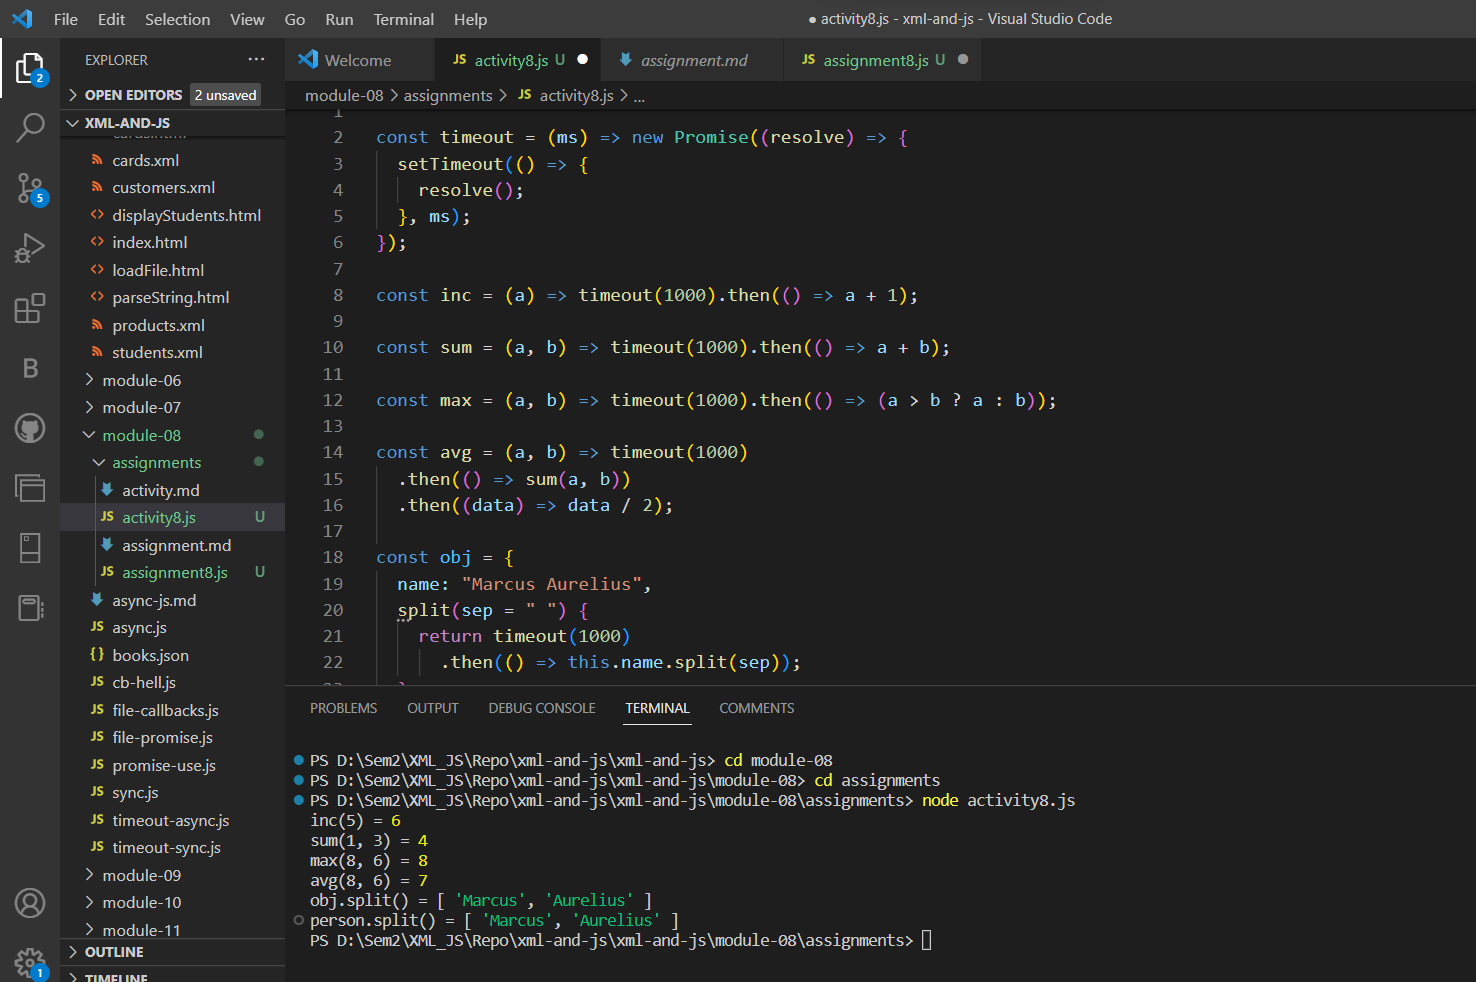 File Edit Selection View Go Run Terminal Help
● activity8.js - xml-and-js - Visual Studio Code
EXPLORER ...
OPEN EDITORS 2 unsaved
XML-AND-JS
cards.html
cards.xml
customers.xml
displayStudents.html
index.html
loadFile.html
parseString.html
products.xml
students.xml
module-06
module-07
module-08
assignments
activity.md
JS activity8.js U
assignment.md
JS assignment8.js U
async-js.md
JS async.js
{} books.json
JS cb-hell.js
JS file-callbacks.js
JS file-promise.js
JS promise-use.js
JS sync.js
JS timeout-async.js
JS timeout-sync.js
module-09
module-10
module-11
OUTLINE
TIMELINE
2
5
B
1
Welcome
JS activity8.js U ●
assignment.md
JS assignment8.js U ●
module-08 > assignments > JS activity8.js > ...
1
2 const timeout = (ms) => new Promise((resolve) => {
3 setTimeout(() => {
4 resolve();
5 }, ms);
6 });
7
8 const inc = (a) => timeout(1000).then(() => a + 1);
9
10 const sum = (a, b) => timeout(1000).then(() => a + b);
11
12 const max = (a, b) => timeout(1000).then(() => (a > b ? a : b));
13
14 const avg = (a, b) => timeout(1000)
15 .then(() => sum(a, b))
16 .then((data) => data / 2);
17
18 const obj = {
19 name: "Marcus Aurelius",
20 split(sep = " ") {
21 return timeout(1000)
22 .then(() => this.name.split(sep));
PROBLEMS OUTPUT DEBUG CONSOLE TERMINAL COMMENTS
PS D:\Sem2\XML_JS\Repo\xml-and-js\xml-and-js> cd module-08
PS D:\Sem2\XML_JS\Repo\xml-and-js\xml-and-js\module-08> cd assignments
PS D:\Sem2\XML_JS\Repo\xml-and-js\xml-and-js\module-08\assignments> node activity8.js
inc(5) = 6
sum(1, 3) = 4
max(8, 6) = 8
avg(8, 6) = 7
obj.split() = [ 'Marcus', 'Aurelius' ]
person.split() = [ 'Marcus', 'Aurelius' ]
PS D:\Sem2\XML_JS\Repo\xml-and-js\xml-and-js\module-08\assignments>